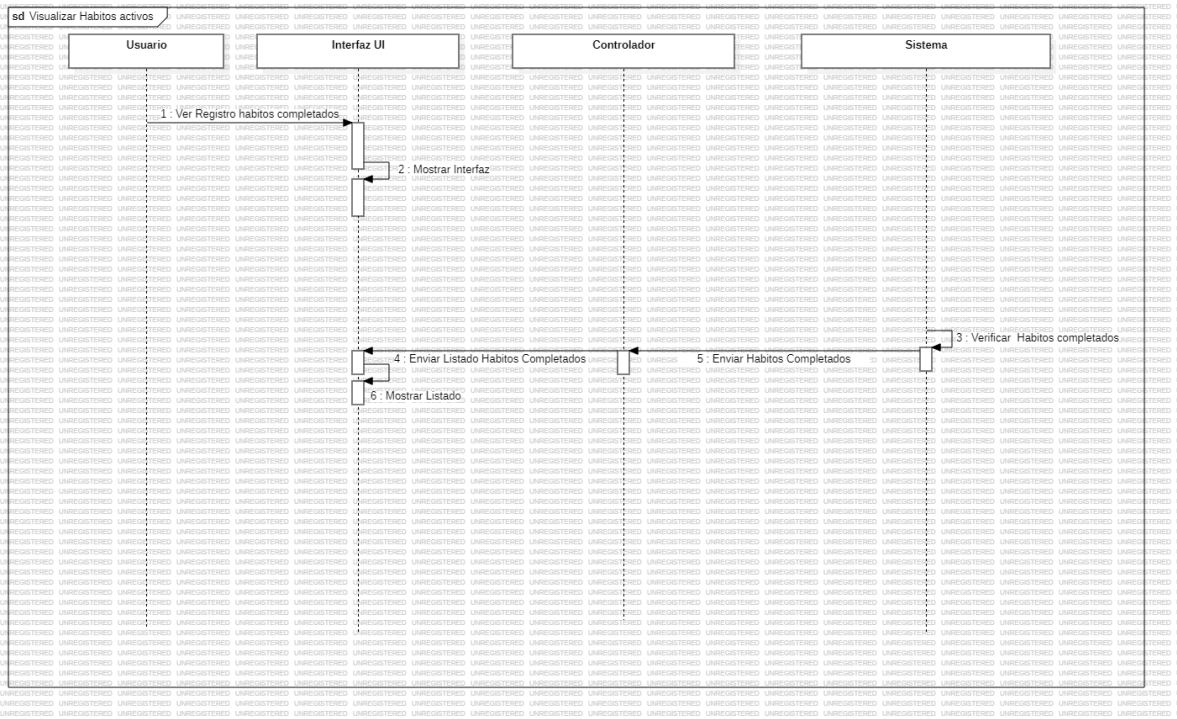 sd Visualizar Habitos activos
Usuario
Interfaz UI
Controlador
Sistema
1 : Ver Registro habitos completados
2 : Mostrar Interfaz
3 : Verificar Habitos completados
4 : Enviar Listado Habitos Completados
5 : Enviar Habitos Completados
6 : Mostrar Listado
UNREGISTERED